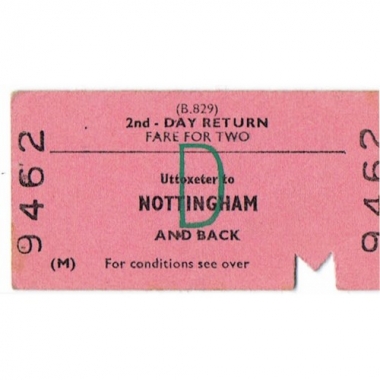 (B.829)
2nd - DAY RETURN
FARE FOR TWO
Uttoxeter to
NOTTINGHAM
D
AND BACK
(M) For conditions see over
9462
9462